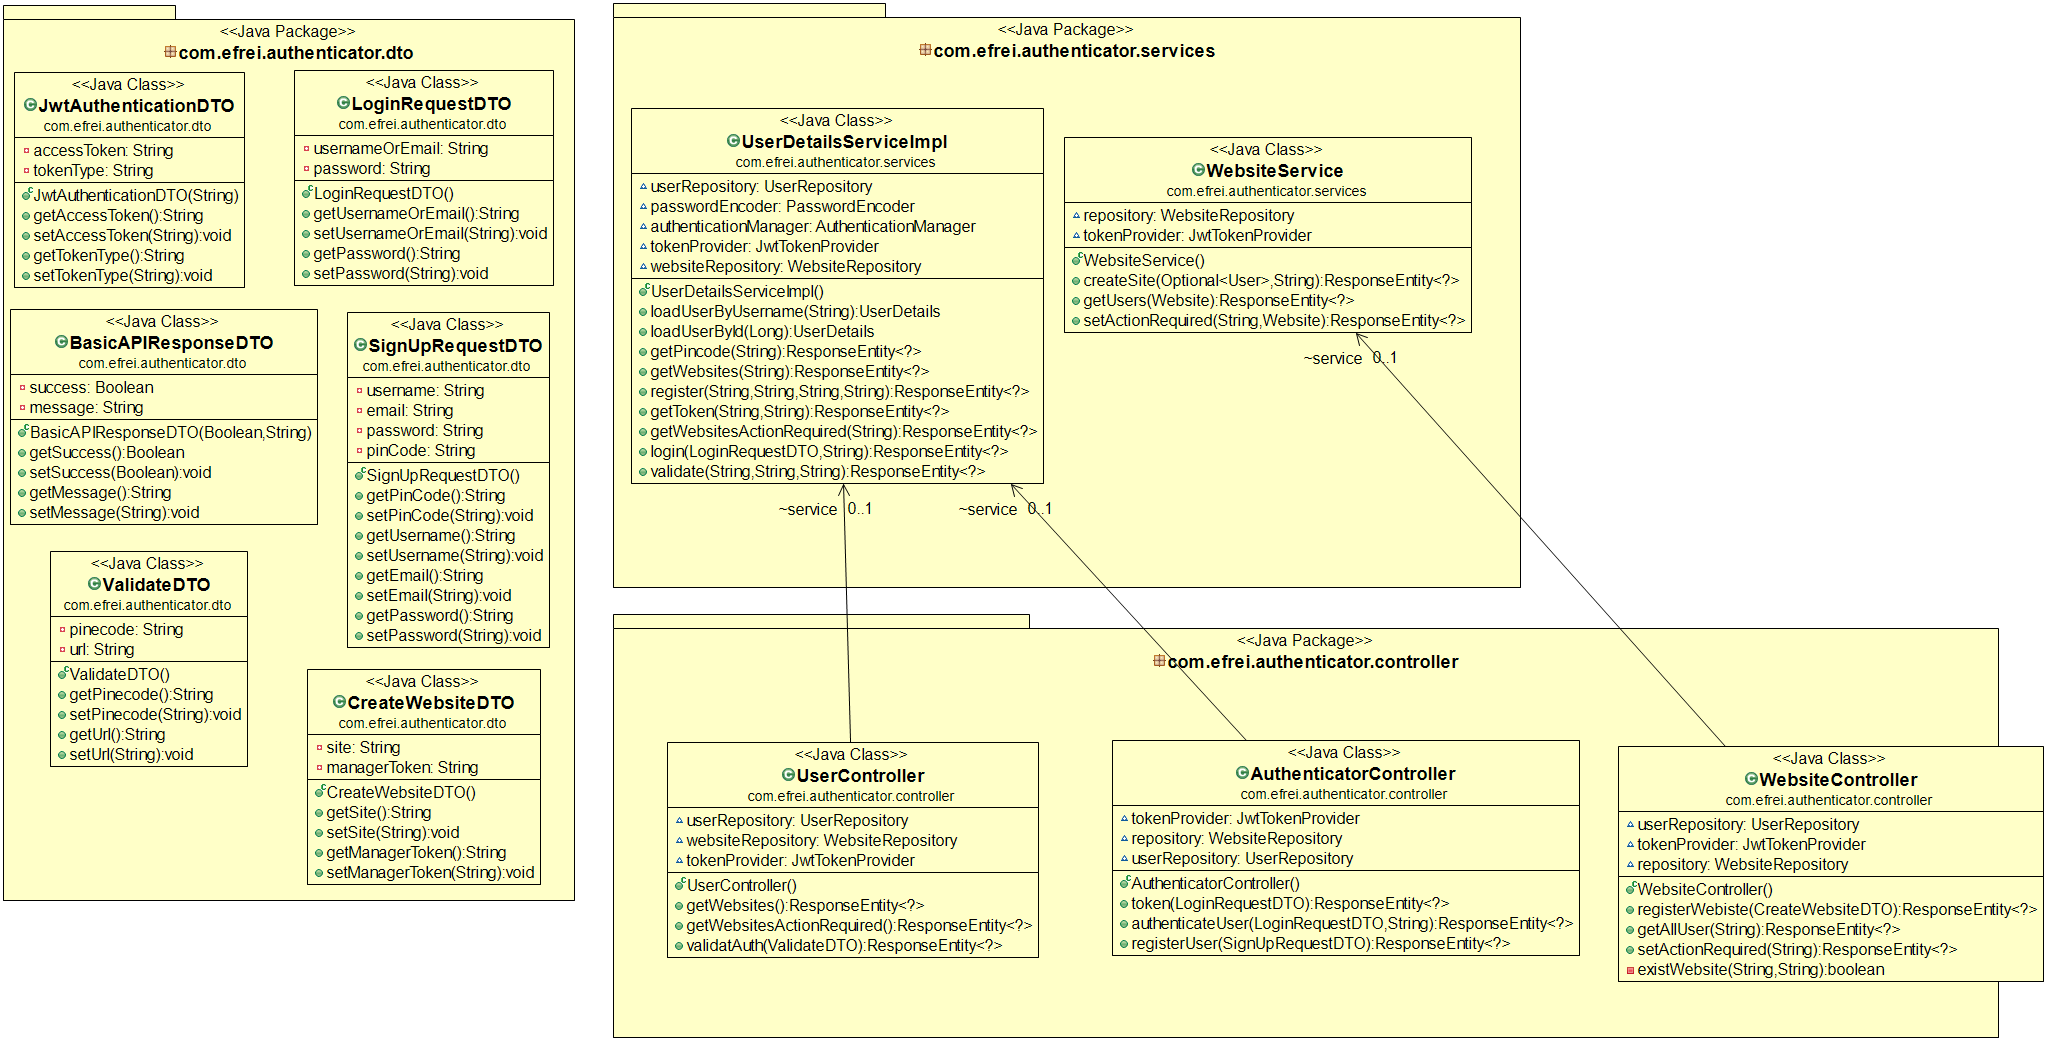 <<Java Package>>
com.efrei.authenticator.dto
<<Java Class>>
JwtAuthenticationDTO
com.efrei.authenticator.dto
accessToken: String
tokenType: String
JwtAuthenticationDTO(String)
getAccessToken():String
setAccessToken(String):void
getTokenType():String
setTokenType(String):void
<<Java Class>>
LoginRequestDTO
com.efrei.authenticator.dto
usernameOrEmail: String
password: String
LoginRequestDTO()
getUsernameOrEmail():String
setUsernameOrEmail(String):void
getPassword():String
setPassword(String):void
<<Java Class>>
BasicAPIResponseDTO
com.efrei.authenticator.dto
success: Boolean
message: String
BasicAPIResponseDTO(Boolean,String)
getSuccess():Boolean
setSuccess(Boolean):void
getMessage():String
setMessage(String):void
<<Java Class>>
SignUpRequestDTO
com.efrei.authenticator.dto
username: String
email: String
password: String
pinCode: String
SignUpRequestDTO()
getPinCode():String
setPinCode(String):void
getUsername():String
setUsername(String):void
getEmail():String
setEmail(String):void
getPassword():String
setPassword(String):void
<<Java Class>>
ValidateDTO
com.efrei.authenticator.dto
pinecode: String
url: String
ValidateDTO()
getPinecode():String
setPinecode(String):void
getUrl():String
setUrl(String):void
<<Java Class>>
CreateWebsiteDTO
com.efrei.authenticator.dto
site: String
managerToken: String
CreateWebsiteDTO()
getSite():String
setSite(String):void
getManagerToken():String
setManagerToken(String):void
<<Java Package>>
com.efrei.authenticator.services
<<Java Class>>
UserDetailsServiceImpl
com.efrei.authenticator.services
userRepository: UserRepository
passwordEncoder: PasswordEncoder
authenticationManager: AuthenticationManager
tokenProvider: JwtTokenProvider
websiteRepository: WebsiteRepository
UserDetailsServiceImpl()
loadUserByUsername(String):UserDetails
loadUserById(Long):UserDetails
getPincode(String):ResponseEntity<?>
getWebsites(String):ResponseEntity<?>
register(String,String,String,String):ResponseEntity<?>
getToken(String,String):ResponseEntity<?>
getWebsitesActionRequired(String):ResponseEntity<?>
login(LoginRequestDTO,String):ResponseEntity<?>
validate(String,String,String):ResponseEntity<?>
<<Java Class>>
WebsiteService
com.efrei.authenticator.services
repository: WebsiteRepository
tokenProvider: JwtTokenProvider
WebsiteService()
createSite(Optional<User>,String):ResponseEntity<?>
getUsers(Website):ResponseEntity<?>
setActionRequired(String,Website):ResponseEntity<?>
~service 0..1
~service 0..1
~service 0..1
<<Java Package>>
com.efrei.authenticator.controller
<<Java Class>>
UserController
com.efrei.authenticator.controller
userRepository: UserRepository
websiteRepository: WebsiteRepository
tokenProvider: JwtTokenProvider
UserController()
getWebsites():ResponseEntity<?>
getWebsitesActionRequired():ResponseEntity<?>
validatAuth(ValidateDTO):ResponseEntity<?>
<<Java Class>>
AuthenticatorController
com.efrei.authenticator.controller
tokenProvider: JwtTokenProvider
repository: WebsiteRepository
userRepository: UserRepository
AuthenticatorController()
token(LoginRequestDTO):ResponseEntity<?>
authenticateUser(LoginRequestDTO,String):ResponseEntity<?>
registerUser(SignUpRequestDTO):ResponseEntity<?>
<<Java Class>>
WebsiteController
com.efrei.authenticator.controller
userRepository: UserRepository
tokenProvider: JwtTokenProvider
repository: WebsiteRepository
WebsiteController()
registerWebiste(CreateWebsiteDTO):ResponseEntity<?>
getAllUser(String):ResponseEntity<?>
setActionRequired(String):ResponseEntity<?>
existWebsite(String,String):boolean